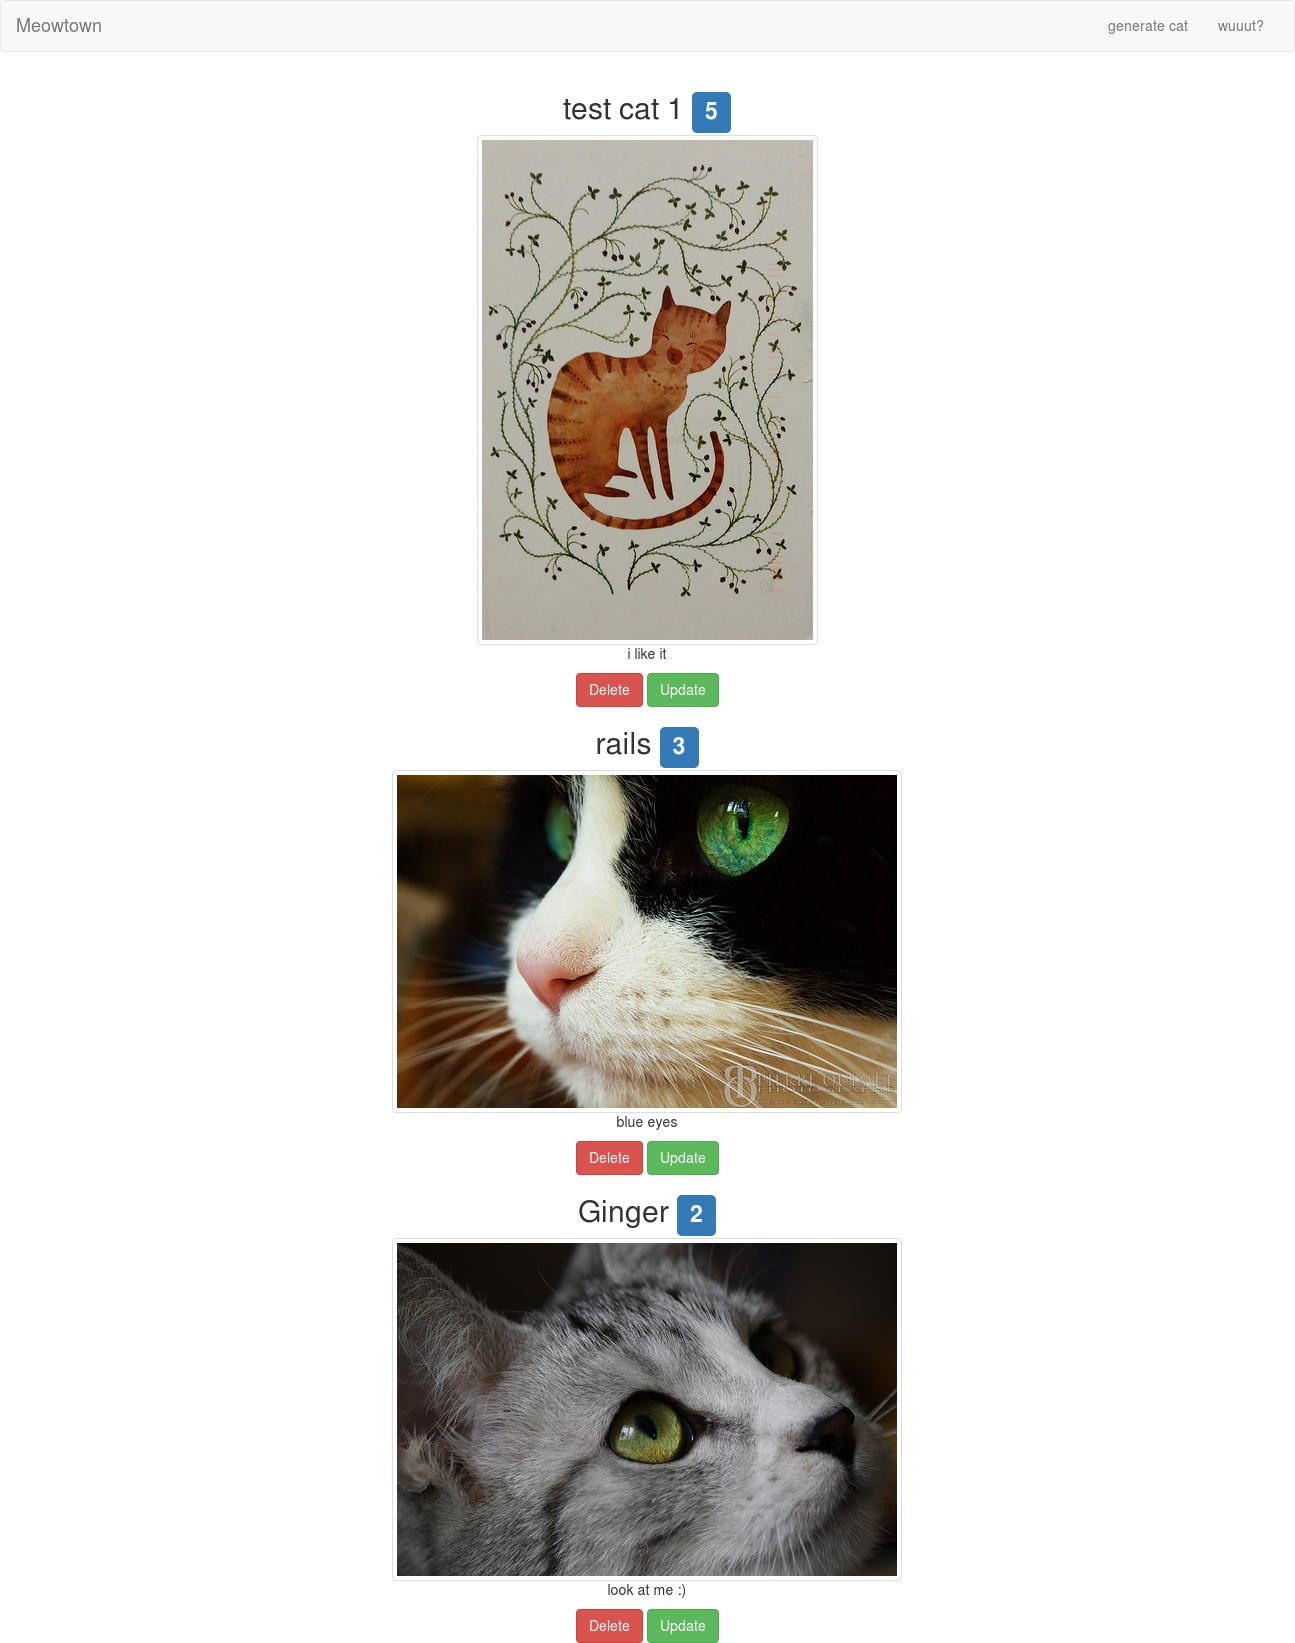 Meowtown generate cat wuuut?
test cat 1 5
i like it
Delete Update
rails 3
PIERRE OUIMET
blue eyes
Delete Update
Ginger 2
look at me :)
Delete Update